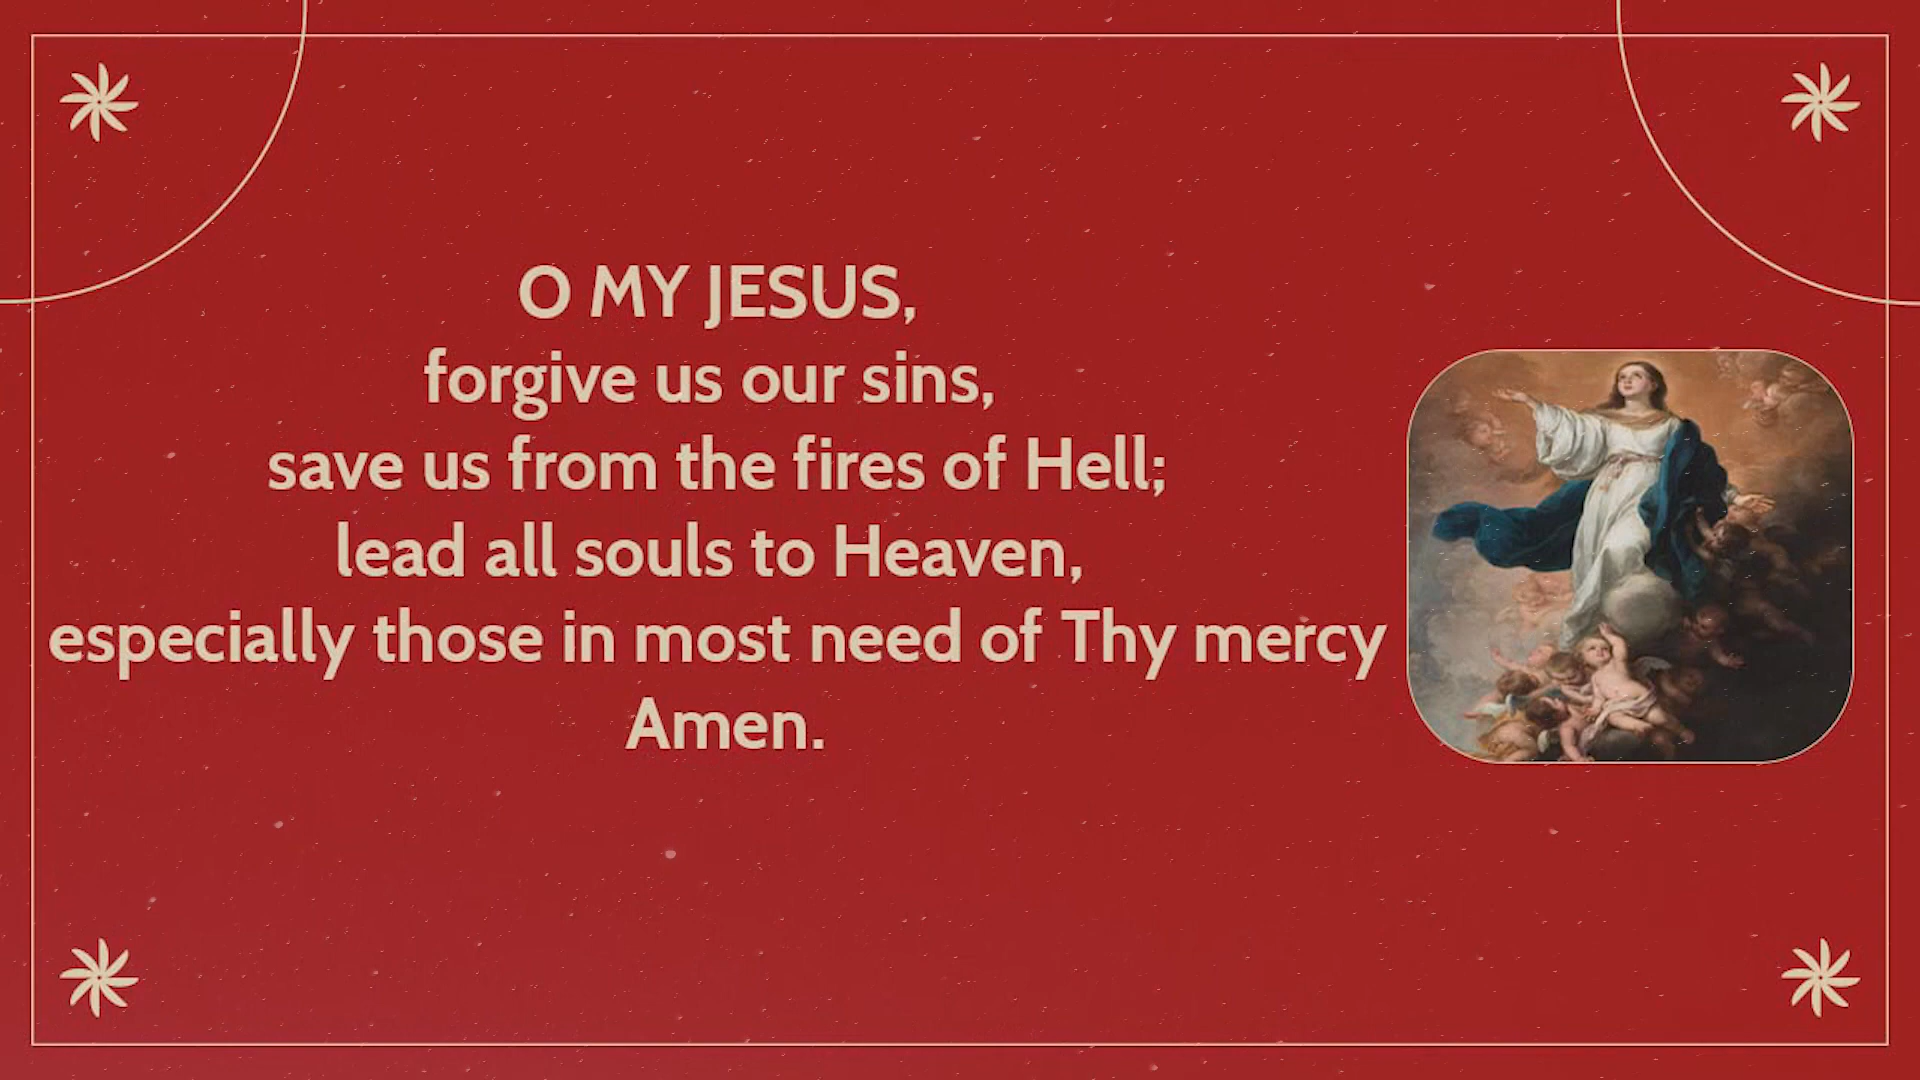 O MY JESUS,
forgive us our sins,
save us from the fires of Hell;
lead all souls to Heaven,
especially those in most need of Thy mercy
Amen.